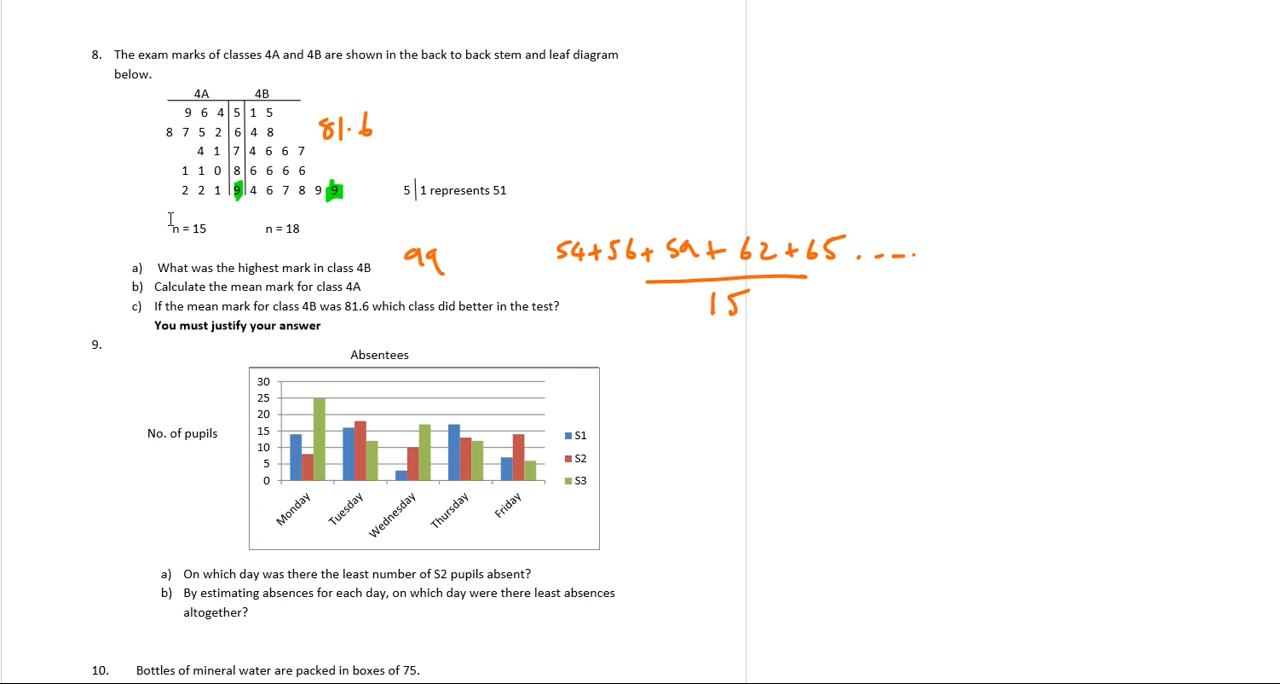 8. The exam marks of classes 4A and 4B are shown in the back to back stem and leaf diagram
below.
4A 4B
9 6 4 5 1 5
8 7 5 2 6 4 8
4 1 7 4 6 6 7
1 1 0 8 6 6 6 6
2 2 1 9 4 6 7 8 9 9
81.6
5 | 1 represents 51
n = 15 n = 18
99
54+56+59+62+65.....
15
a) What was the highest mark in class 4B
b) Calculate the mean mark for class 4A
c) If the mean mark for class 4B was 81.6 which class did better in the test?
You must justify your answer
9.
Absentees
No. of pupils
30
25
20
15
10
5
0
Monday
Tuesday
Wednesday
Thursday
Friday
S1
S2
S3
a) On which day was there the least number of S2 pupils absent?
b) By estimating absences for each day, on which day were there least absences
altogether?
10. Bottles of mineral water are packed in boxes of 75.